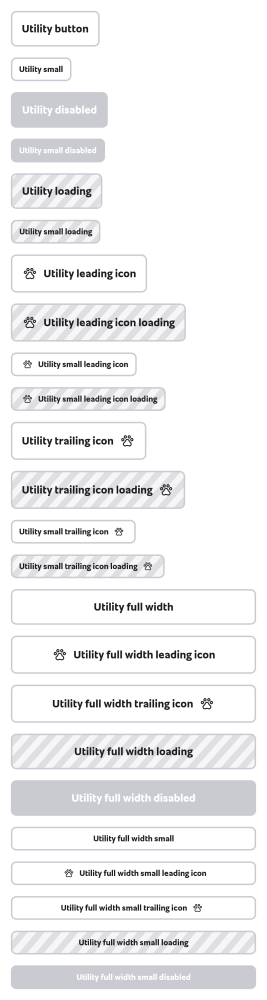 Utility button
Utility small
Utility disabled
Utility small disabled
Utility loading
Utility small loading
Utility leading icon
Utility leading icon loading
Utility small leading icon
Utility small leading icon loading
Utility trailing icon
Utility trailing icon loading
Utility small trailing icon
Utility small trailing icon loading
Utility full width
Utility full width leading icon
Utility full width trailing icon
Utility full width loading
Utility full width disabled
Utility full width small
Utility full width small leading icon
Utility full width small trailing icon
Utility full width small loading
Utility full width small disabled